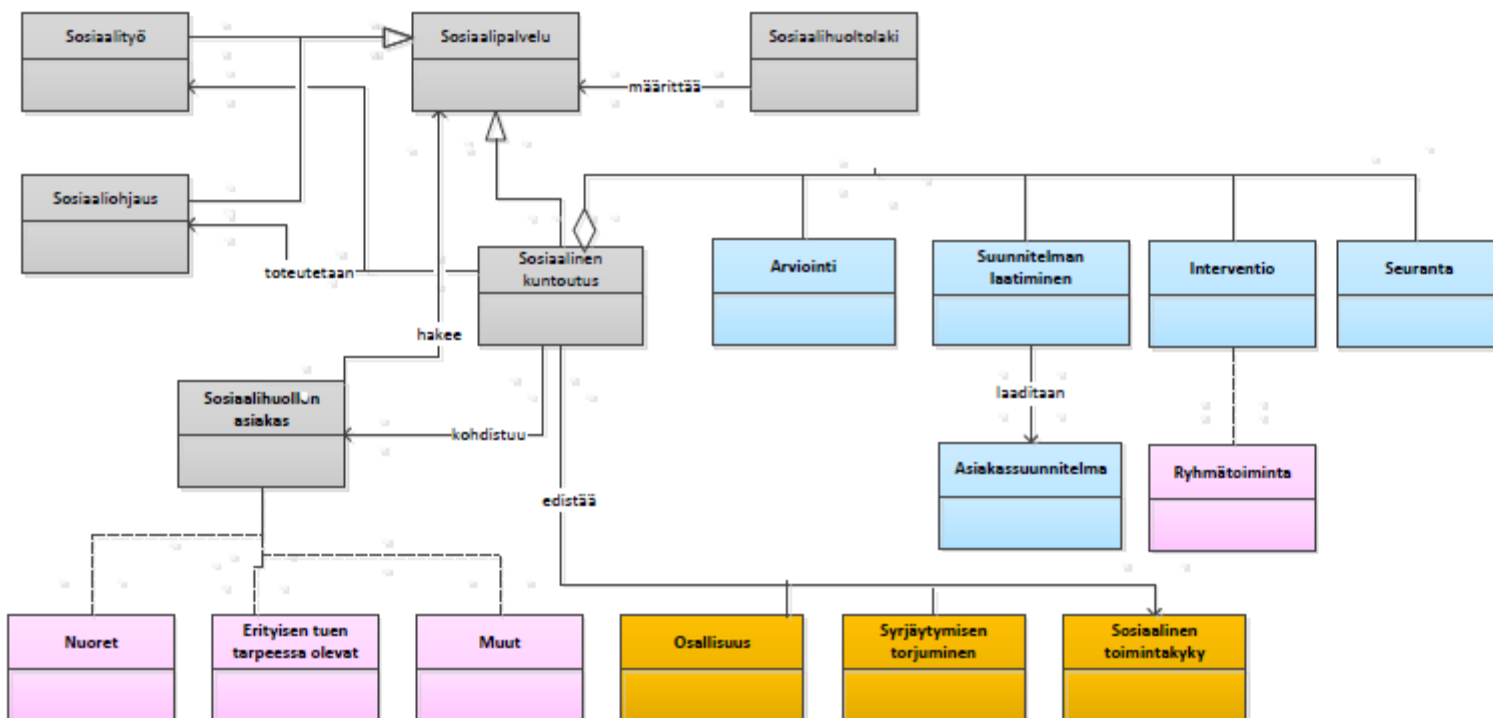 Sosiaalityö
Sosiaalipalvelu
Sosiaalihuoltolaki
määrittää
Sosiaaliohjaus
toteutetaan
Sosiaalinen
kuntoutus
Arviointi
Suunnitelman
laatiminen
Interventio
Seuranta
hakee
laaditaan
Sosiaalihuollon
asiakas
kohdistuu
Asiakassuunnitelma
Ryhmätoiminta
edistää
Nuoret
Erityisen tuen
tarpeessa olevat
Muut
Osallisuus
Syrjäytymisen
torjuminen
Sosiaalinen
toimintakyky